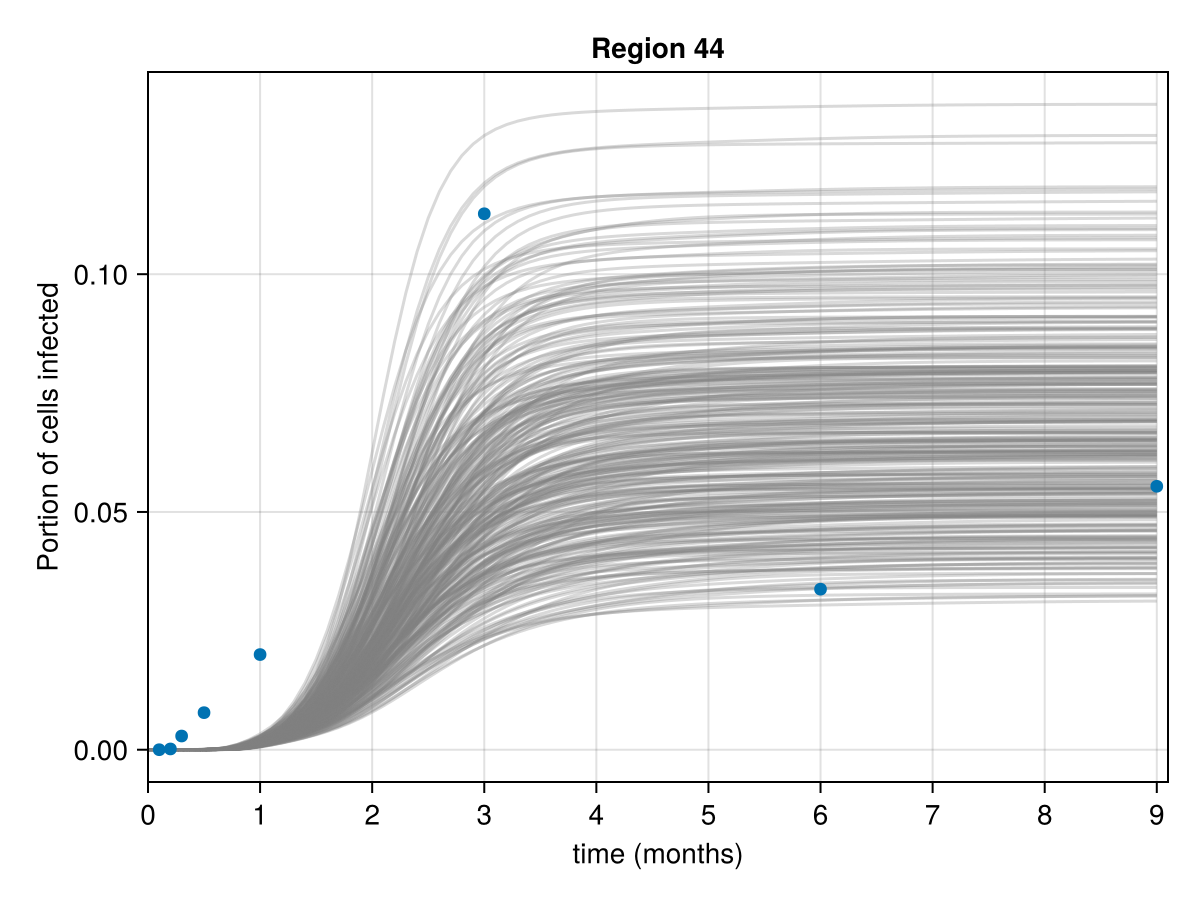 Region 44
Portion of cells infected
0.10
0.05
0.00
0 1 2 3 4 5 6 7 8 9
time (months)